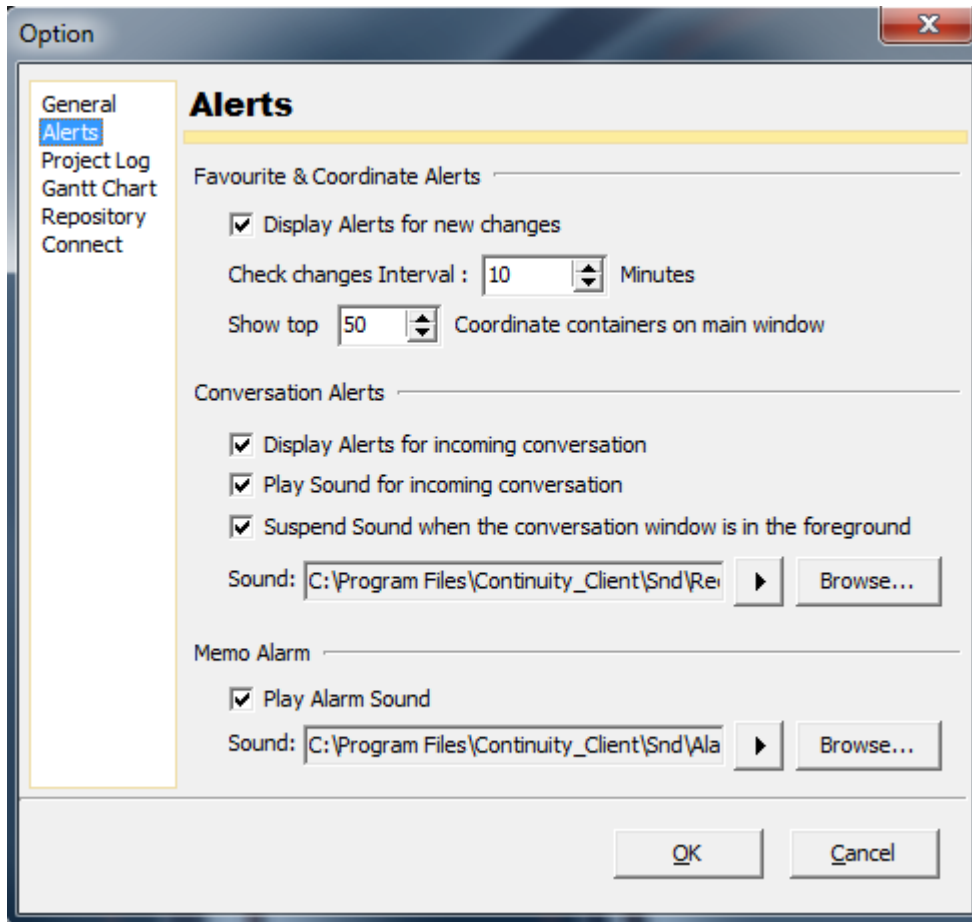 Option
General
Alerts
Project Log
Gantt Chart
Repository
Connect
Alerts
Favourite & Coordinate Alerts
Display Alerts for new changes
Check changes Interval : 10 Minutes
Show top 50 Coordinate containers on main window
Conversation Alerts
Display Alerts for incoming conversation
Play Sound for incoming conversation
Suspend Sound when the conversation window is in the foreground
Sound: C:\Program Files\Continuity_Client\Snd\Rec Browse...
Memo Alarm
Play Alarm Sound
Sound: C:\Program Files\Continuity_Client\Snd\Ala Browse...
OK Cancel